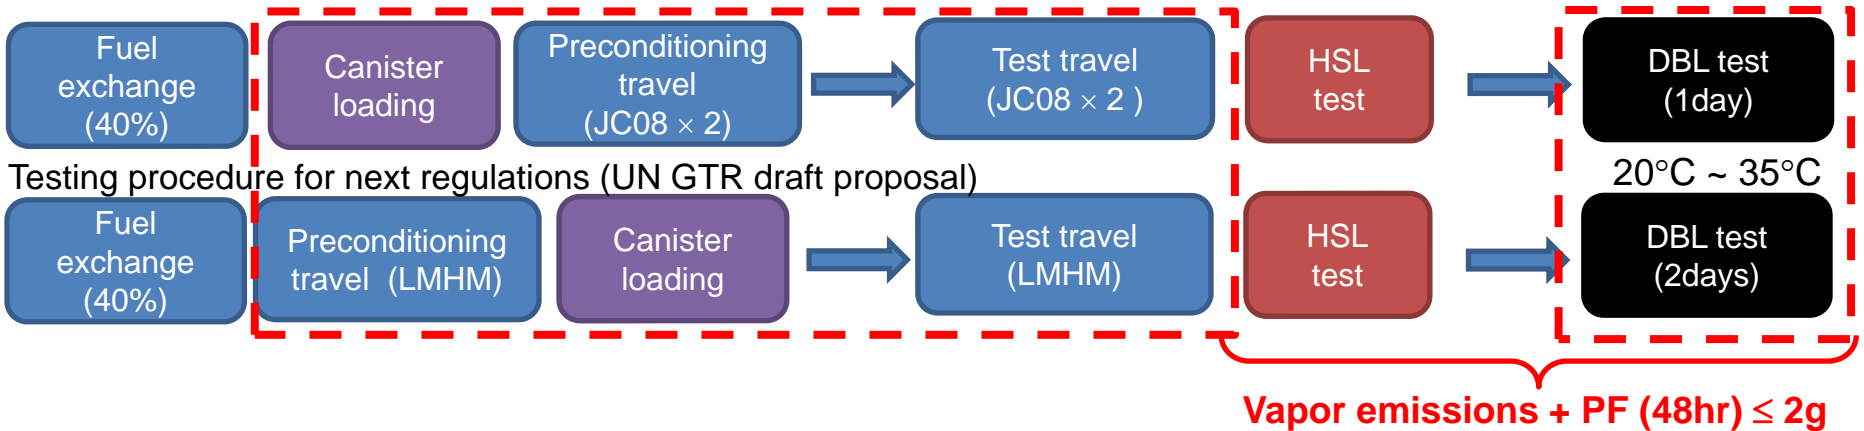 Fuel
exchange
(40%)
Canister
loading
Preconditioning
travel
(JC08 × 2)
Test travel
(JC08 × 2 )
HSL
test
DBL test
(1day)
Testing procedure for next regulations (UN GTR draft proposal)
20°C ~ 35°C
Fuel
exchange
(40%)
Preconditioning
travel (LMHM)
Canister
loading
Test travel
(LMHM)
HSL
test
DBL test
(2days)
Vapor emissions + PF (48hr) ≤ 2g